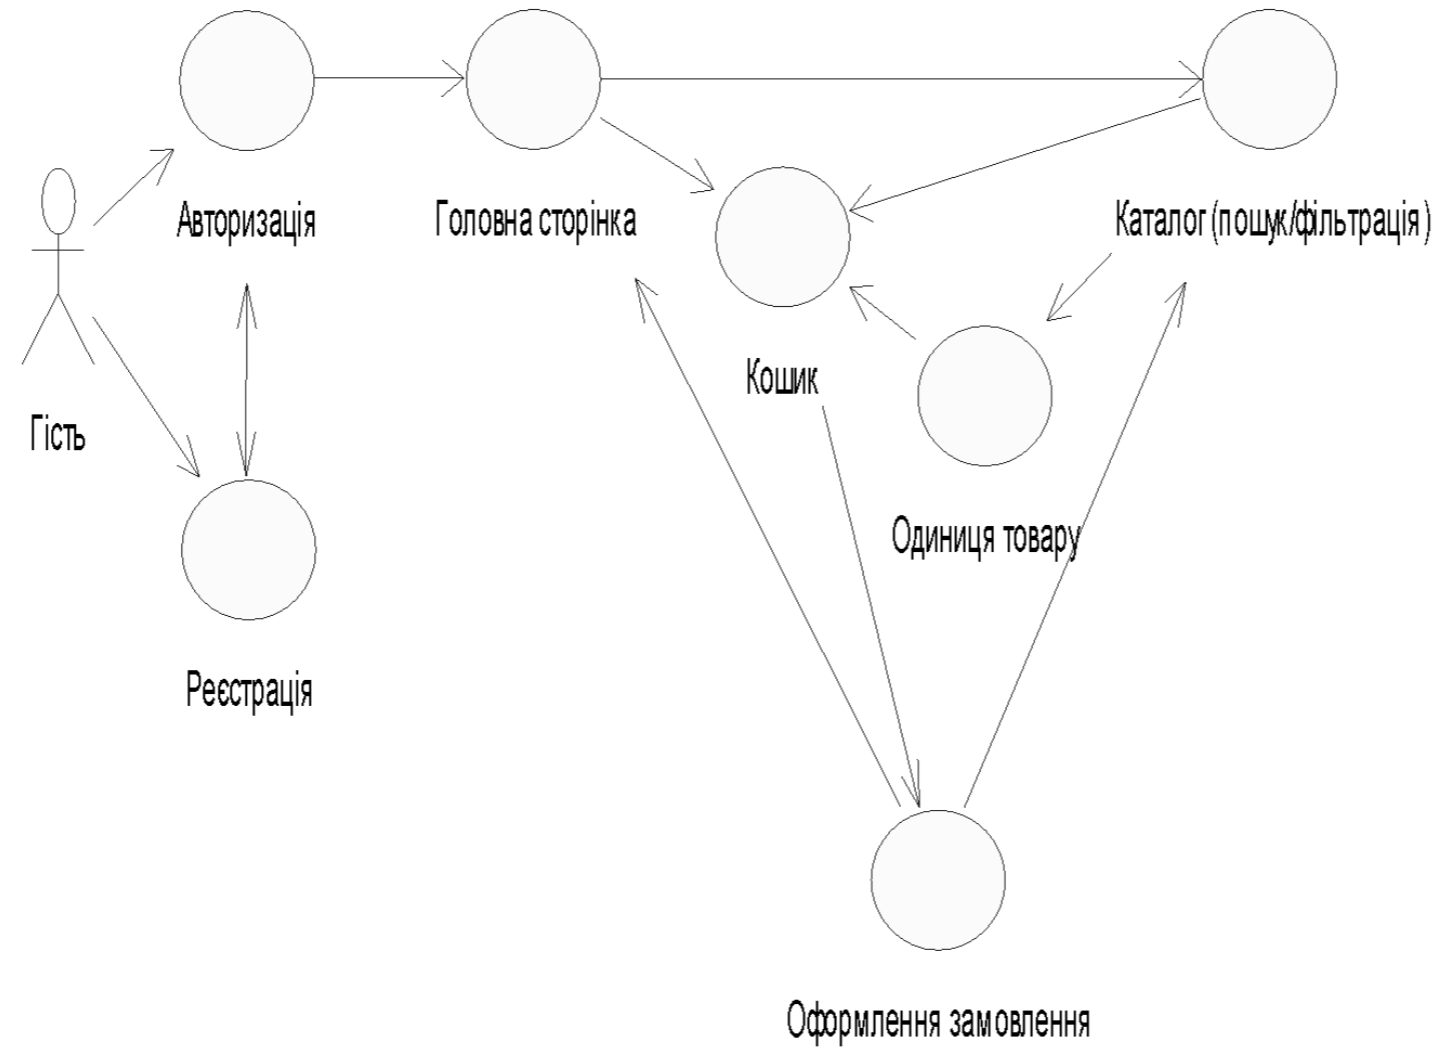 Авторизація
Головна сторінка
Каталог (пошук/фільтрація)
Кошик
Гість
Одиниця товару
Реєстрація
Оформлення замовлення